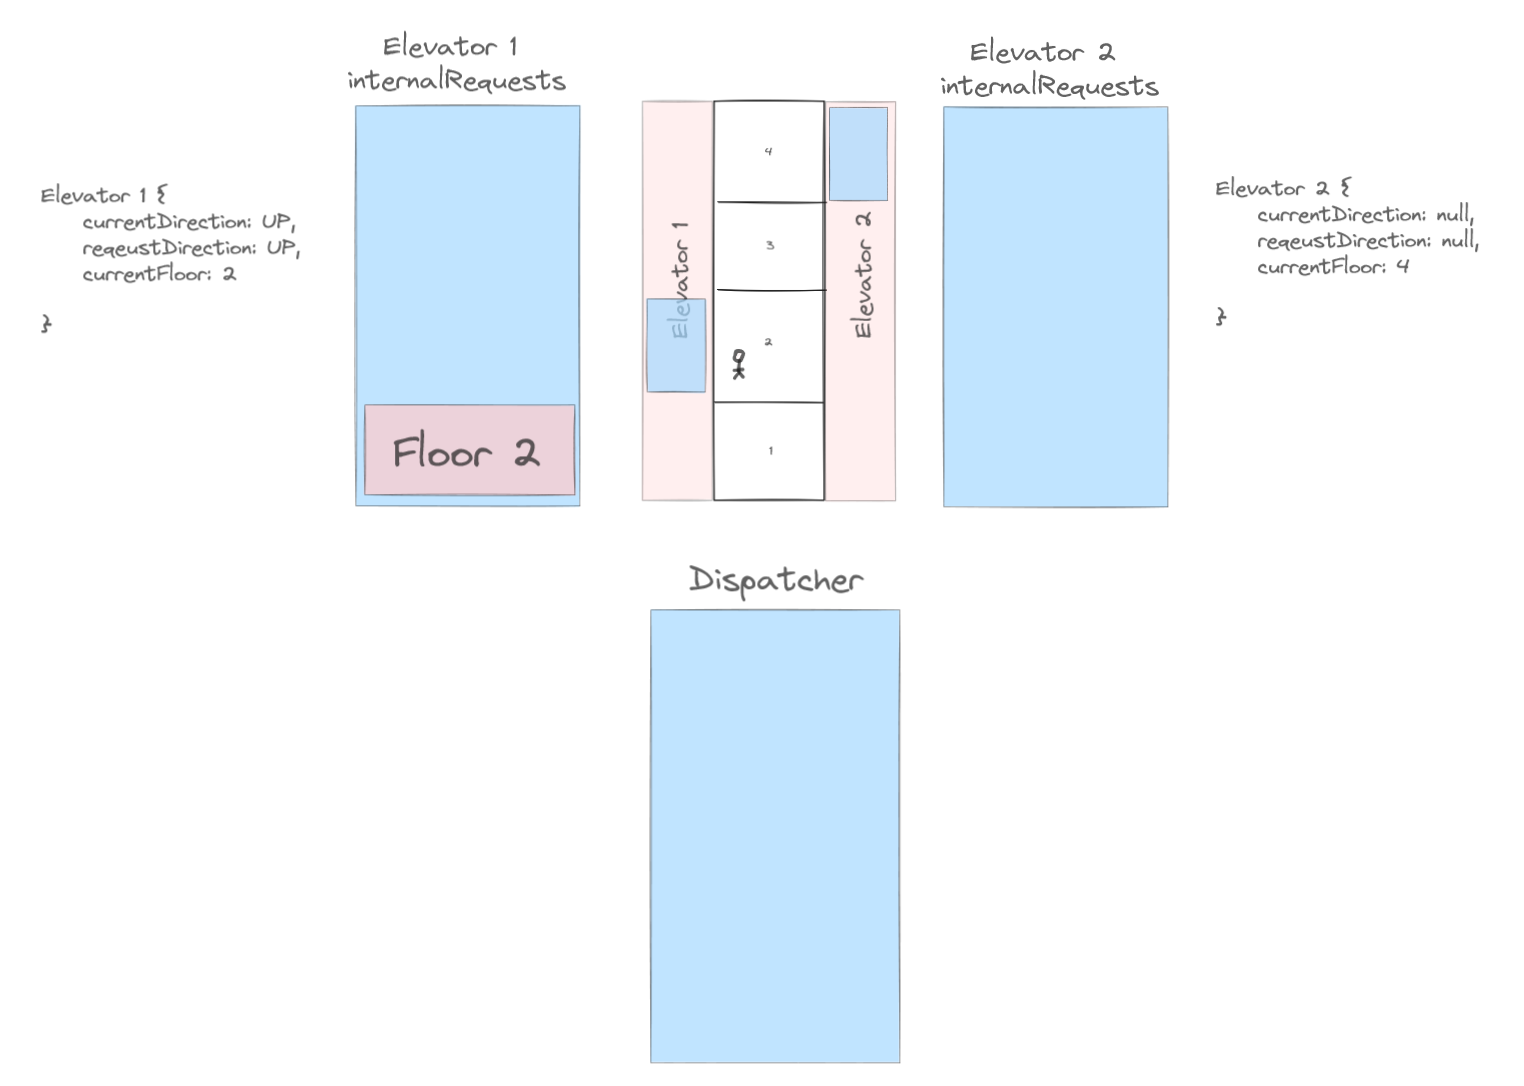 Elevator 1
internalRequests
Elevator 2
internalRequests
Elevator 1 {
currentDirection: UP,
reqeustDirection: UP,
currentFloor: 2
}
Floor 2
Elevator 1
4
3
2
1
Elevator 2
Elevator 2 {
currentDirection: null,
reqeustDirection: null,
currentFloor: 4
}
Dispatcher